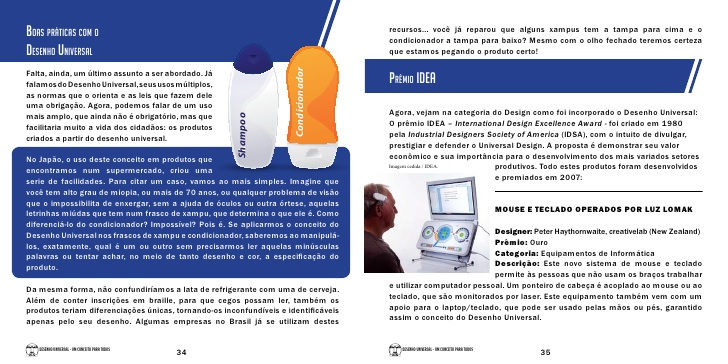 Boas práticas com o
Desenho Universal
Falta, ainda, um último assunto a ser abordado. Já
falamos do Desenho Universal, seus usos múltiplos,
as normas que o orienta e as leis que fazem dele
uma obrigação. Agora, podemos falar de um uso
mais amplo, que ainda não é obrigatório, mas que
facilitaria muito a vida dos cidadãos: os produtos
criados a partir do desenho universal.
Shampoo
Condicionador
No Japão, o uso deste conceito em produtos que
encontramos num supermercado, criou uma
serie de facilidades. Para citar um caso, vamos ao mais simples. Imagine que
você tem alto grau de miopia, ou mais de 70 anos, ou qualquer problema de visão
que o impossibilita de enxergar, sem a ajuda de óculos ou outra órtese, aquelas
letrinhas miúdas que tem num frasco de xampu, que determina o que ele é. Como
diferenciá-lo do condicionador? Impossível? Pois é. Se aplicarmos o conceito do
Desenho Universal nos frascos de xampu e condicionador, saberemos ao manipulá-
los, exatamente, qual é um ou outro sem precisarmos ler aquelas minúsculas
palavras ou tentar achar, no meio de tanto desenho e cor, a especificação do
produto.
Da mesma forma, não confundiríamos a lata de refrigerante com uma de cerveja.
Além de conter inscrições em braille, para que cegos possam ler, também os
produtos teriam diferenciações únicas, tornando-os inconfundíveis e identificáveis
apenas pelo seu desenho. Algumas empresas no Brasil já se utilizam destes
DESENHO UNIVERSAL - UM CONCEITO PARA TODOS
34
recursos... você já reparou que alguns xampus tem a tampa para cima e o
condicionador a tampa para baixo? Mesmo com o olho fechado teremos certeza
que estamos pegando o produto certo!
Prêmio IDEA
Agora, vejam na categoria do Design como foi incorporado o Desenho Universal:
O prêmio IDEA – International Design Excellence Award - foi criado em 1980
pela Industrial Designers Society of America (IDSA), com o intuito de divulgar,
prestigiar e defender o Universal Design. A proposta é demonstrar seu valor
econômico e sua importância para o desenvolvimento dos mais variados setores
Imagem cedida / IDEA.
produtivos. Todo estes produtos foram desenvolvidos
e premiados em 2007:
MOUSE E TECLADO OPERADOS POR LUZ LOMAK
Designer: Peter Haythornwaite, creativelab (New Zealand)
Prêmio: Ouro
Categoria: Equipamentos de Informática
Descrição: Este novo sistema de mouse e teclado
permite às pessoas que não usam os braços trabalhar
e utilizar computador pessoal. Um ponteiro de cabeça é acoplado ao mouse ou ao
teclado, que são monitorados por laser. Este equipamento também vem com um
apoio para o laptop/teclado, que pode ser usado pelas mãos ou pés, garantido
assim o conceito do Desenho Universal.
DESENHO UNIVERSAL - UM CONCEITO PARA TODOS
35